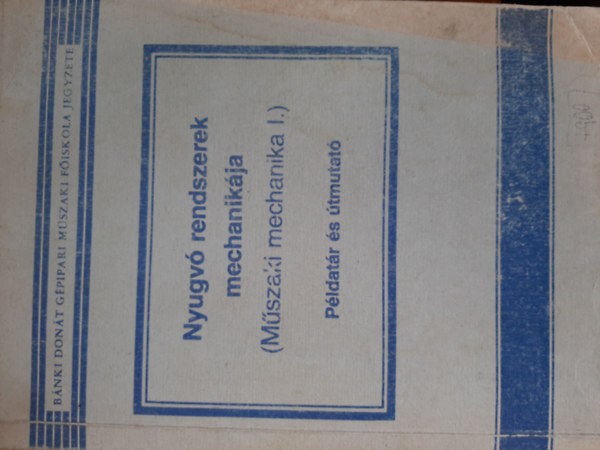 BÁNKI DONÁT GÉPIPARI MŰSZAKI FŐISKOLA JEGYZETE
Nyugvó rendszerek
mechanikája
(Műszaki mechanika I.)
Példatár és útmutató